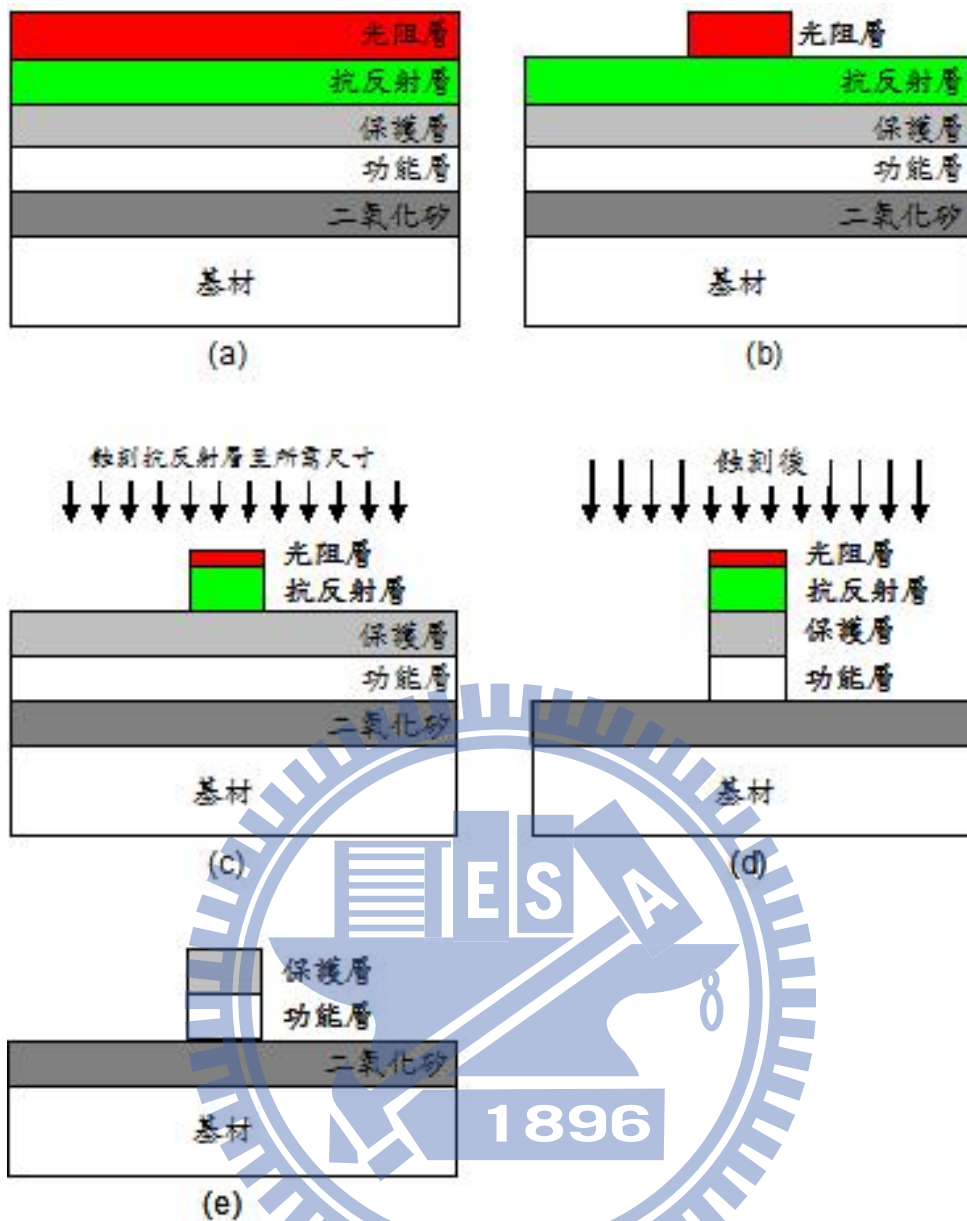 光阻層
抗反射層
保護層
功能層
二氧化矽
基材
(a)
光阻層
抗反射層
保護層
功能層
二氧化矽
基材
(b)
蝕刻抗反射層至所需尺寸
光阻層
抗反射層
保護層
功能層
二氧化矽
基材
(c)
蝕刻後
光阻層
抗反射層
保護層
功能層
基材
(d)
保護層
功能層
二氧化矽
基材
(e)
E S A
8
1896